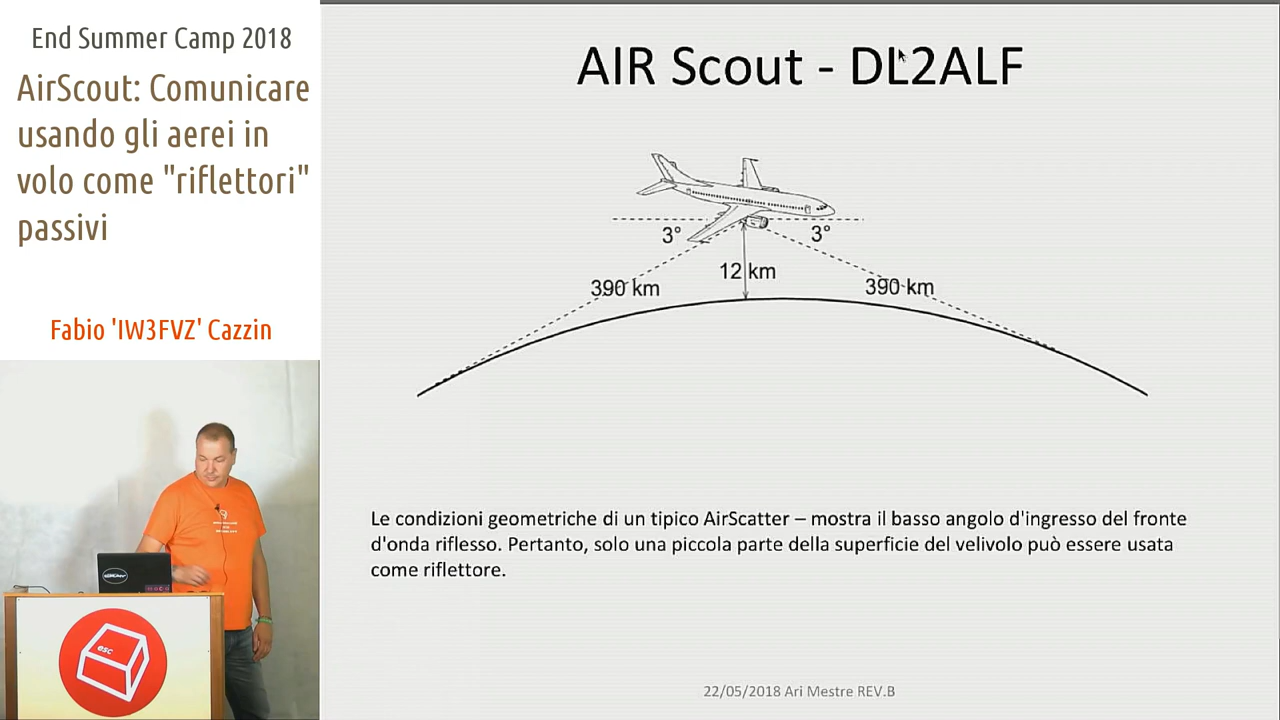 End Summer Camp 2018
AirScout: Comunicare
usando gli aerei in
volo come "riflettori"
passivi
Fabio 'IW3FVZ' Cazzin
esc
AIR Scout - DL2ALF
3°
3°
12 km
390 km
390 km
Le condizioni geometriche di un tipico AirScatter – mostra il basso angolo d'ingresso del fronte
d'onda riflesso. Pertanto, solo una piccola parte della superficie del velivolo può essere usata
come riflettore.
22/05/2018 Ari Mestre REV.B